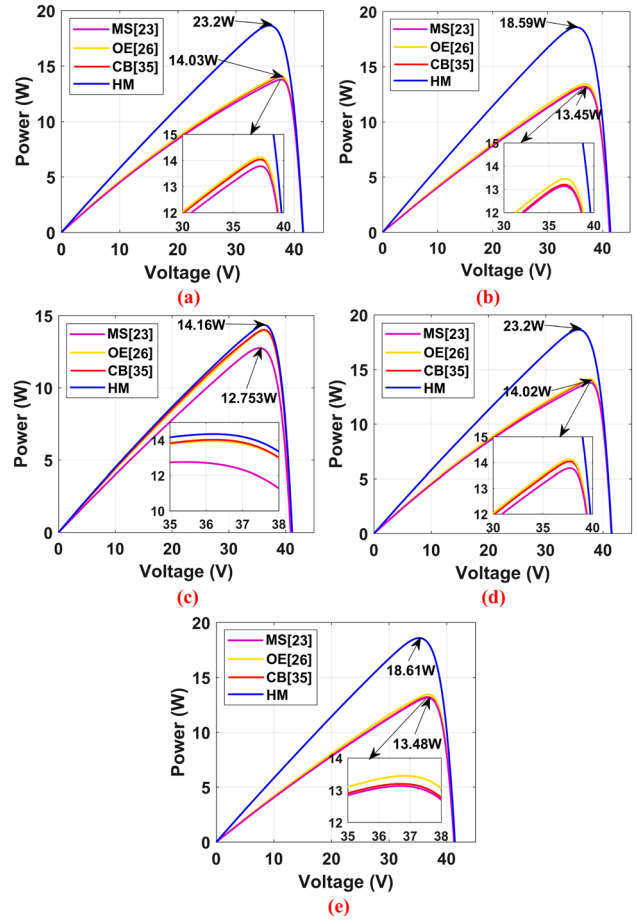 20
15
10
5
0
Power (W)
MS[23]
OE[26]
CB[35]
HM
23.2W
14.03W
15
14
13
12
30
35
40
0
10
20
30
40
Voltage (V)
(a)
20
15
10
5
0
Power (W)
MS[23]
OE[26]
CB[35]
HM
18.59W
13.45W
15
14
13
12
30
35
40
0
10
20
30
40
Voltage (V)
(b)
15
10
5
0
Power (W)
MS[23]
OE[26]
CB[35]
HM
14.16W
12.753W
14
12
10
35
36
37
38
0
10
20
30
40
Voltage (V)
(c)
20
15
10
5
0
Power (W)
MS[23]
OE[26]
CB[35]
HM
23.2W
14.02W
15
14
13
12
30
35
40
0
10
20
30
40
Voltage (V)
(d)
20
15
10
5
0
Power (W)
MS[23]
OE[26]
CB[35]
HM
18.61W
13.48W
14
13
12
35
36
37
38
0
10
20
30
40
Voltage (V)
(e)